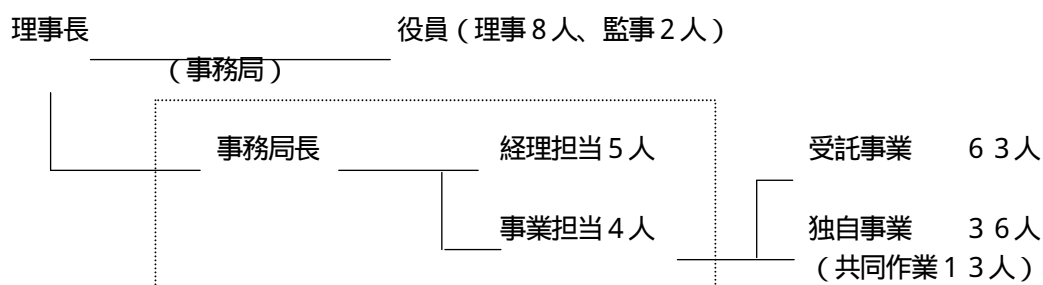 理事長 役員(理事8人、監事2人)
(事務局)
事務局長 経理担当5人 受託事業 63人
事業担当4人 独自事業 36人
(共同作業13人)